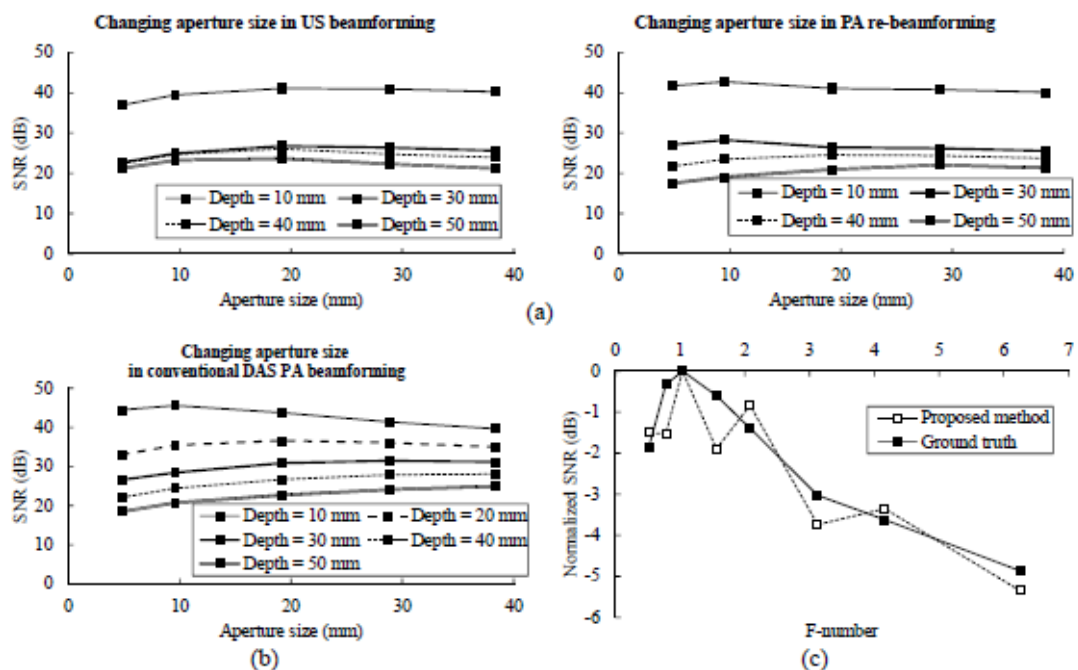 Changing aperture size in US beamforming
50
40
30
20
10
0
SNR (dB)
Depth = 10 mm
Depth = 30 mm
Depth = 40 mm
Depth = 50 mm
0 10 20 30 40
Aperture size (mm)
Changing aperture size in PA re-beamforming
50
40
30
20
10
0
SNR (dB)
Depth = 10 mm
Depth = 30 mm
Depth = 40 mm
Depth = 50 mm
0 10 20 30 40
Aperture size (mm)
(a)
Changing aperture size
in conventional DAS PA beamforming
50
40
30
20
10
0
SNR (dB)
Depth = 10 mm
Depth = 20 mm
Depth = 30 mm
Depth = 40 mm
Depth = 50 mm
0 10 20 30 40
Aperture size (mm)
(b)
0 1 2 3 4 5 6 7
0
-1
-2
-3
-4
-5
-6
Normalized SNR (dB)
Proposed method
Ground truth
F-number
(c)